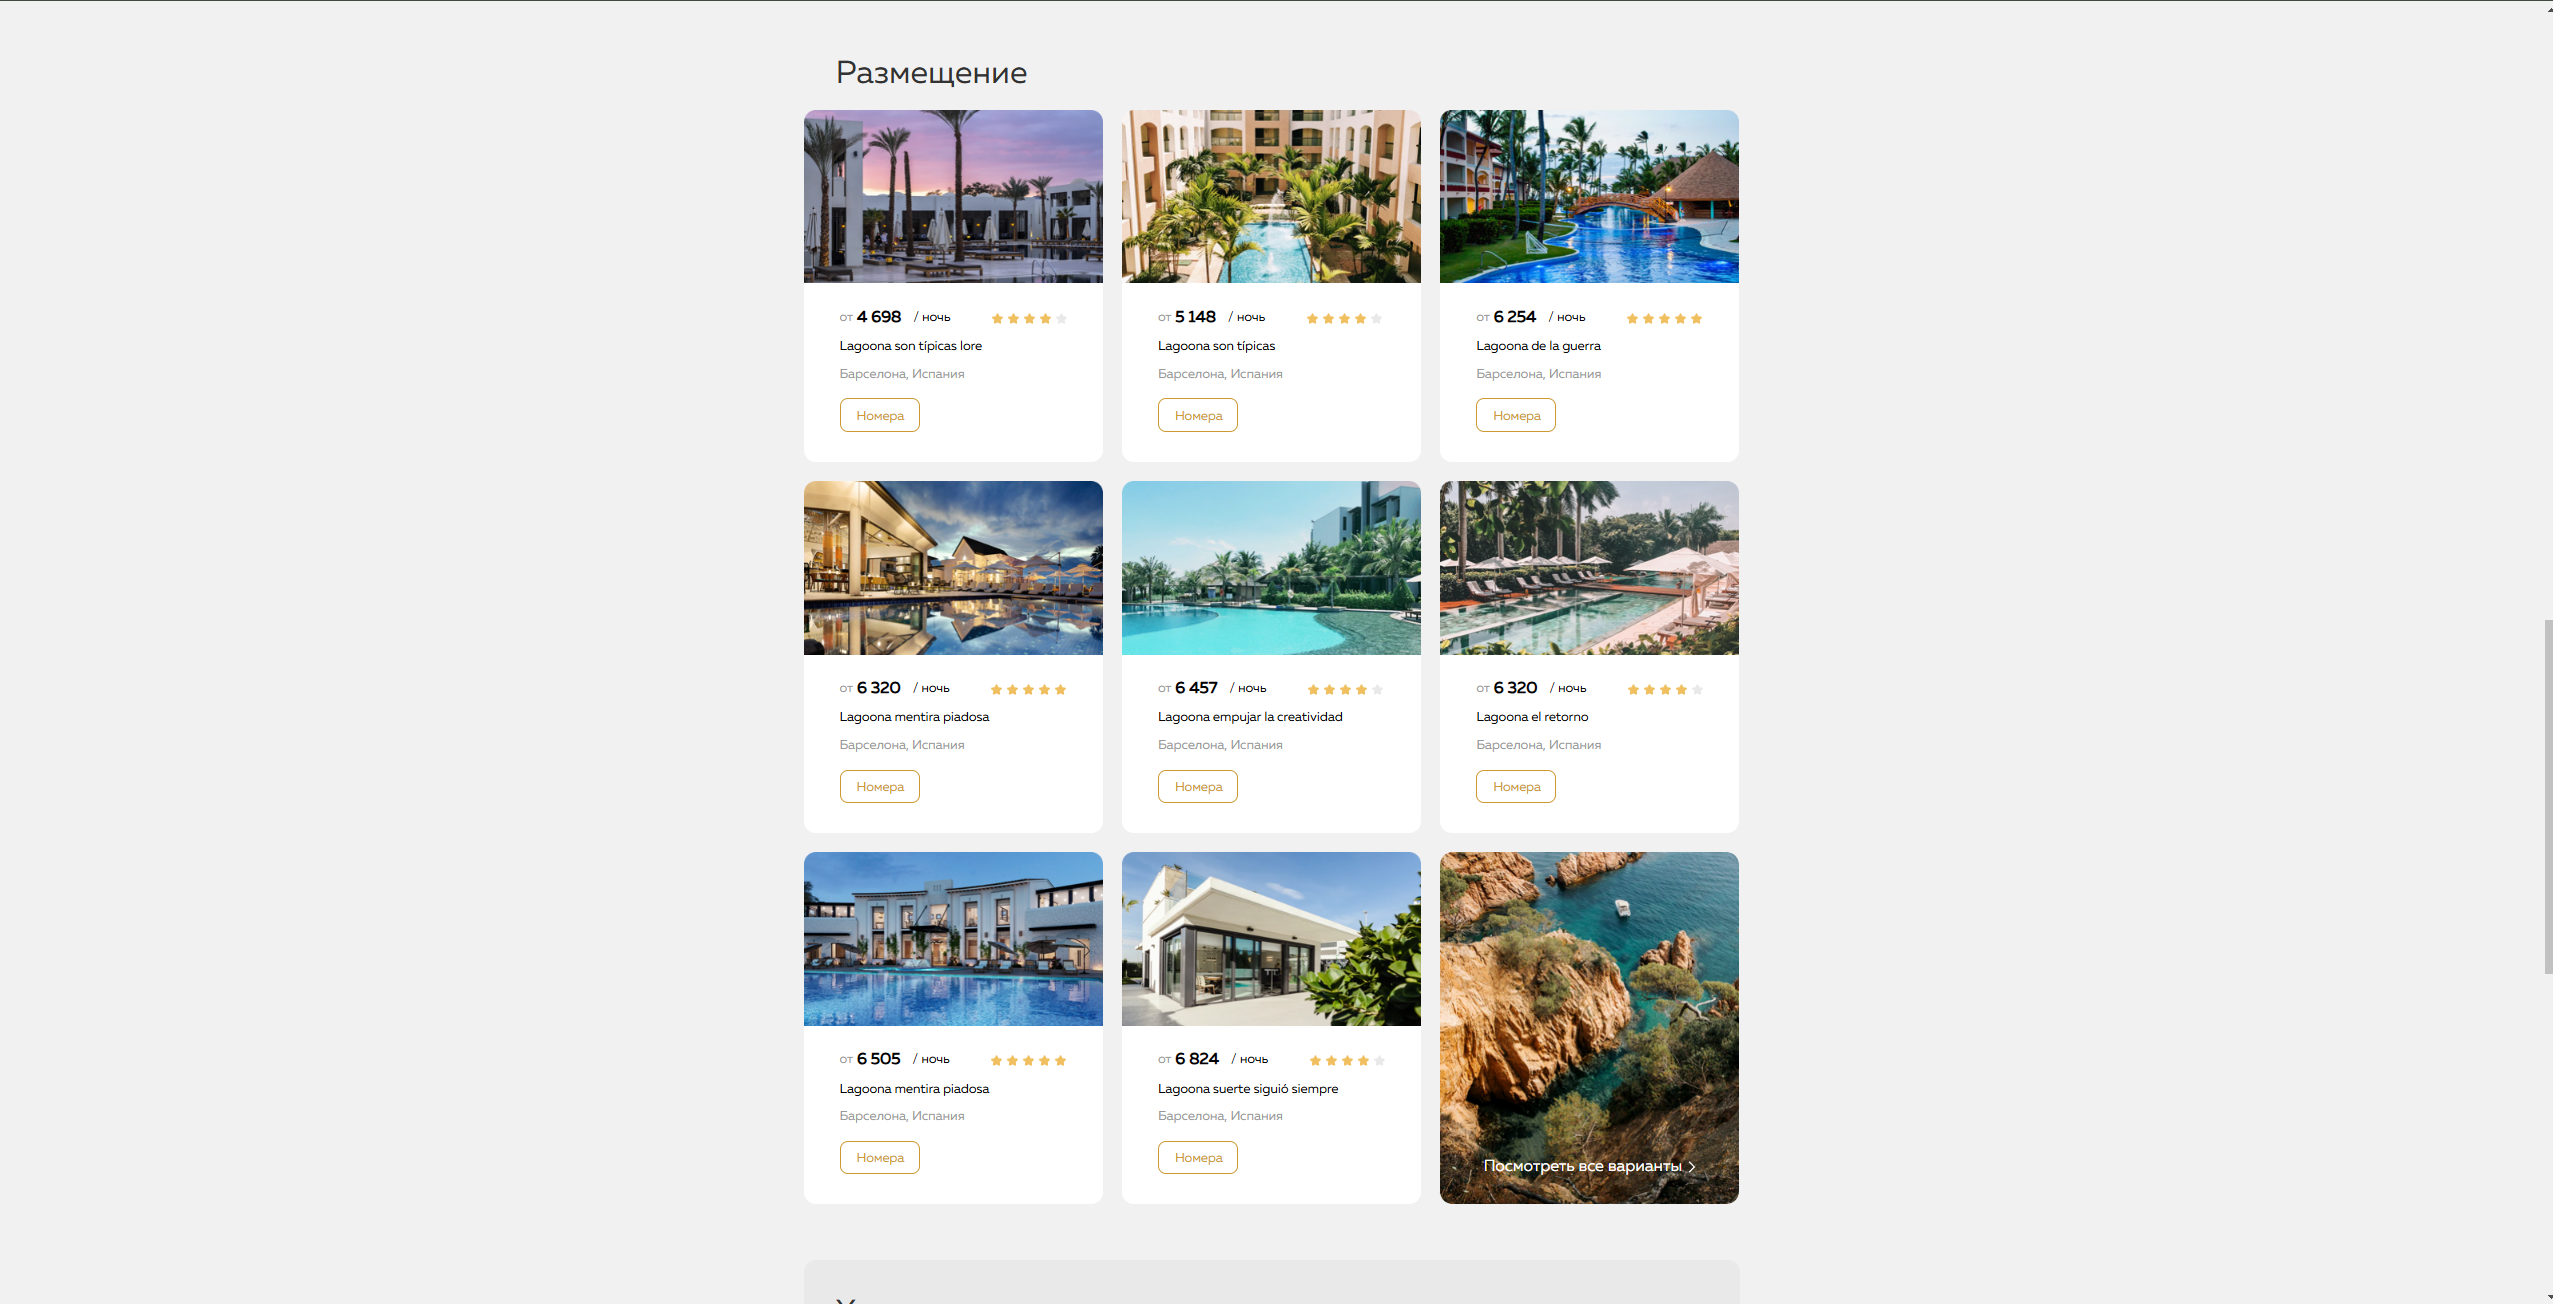 Размещение
от 4 698 / ночь
Lagoona son típicas lore
Барселона, Испания
Номера
от 5 148 / ночь
Lagoona son típicas
Барселона, Испания
Номера
от 6 254 / ночь
Lagoona de la guerra
Барселона, Испания
Номера
от 6 320 / ночь
Lagoona mentira piadosa
Барселона, Испания
Номера
от 6 457 / ночь
Lagoona empujar la creatividad
Барселона, Испания
Номера
от 6 320 / ночь
Lagoona el retorno
Барселона, Испания
Номера
от 6 505 / ночь
Lagoona mentira piadosa
Барселона, Испания
Номера
от 6 824 / ночь
Lagoona suerte siguió siempre
Барселона, Испания
Номера
Посмотреть все варианты